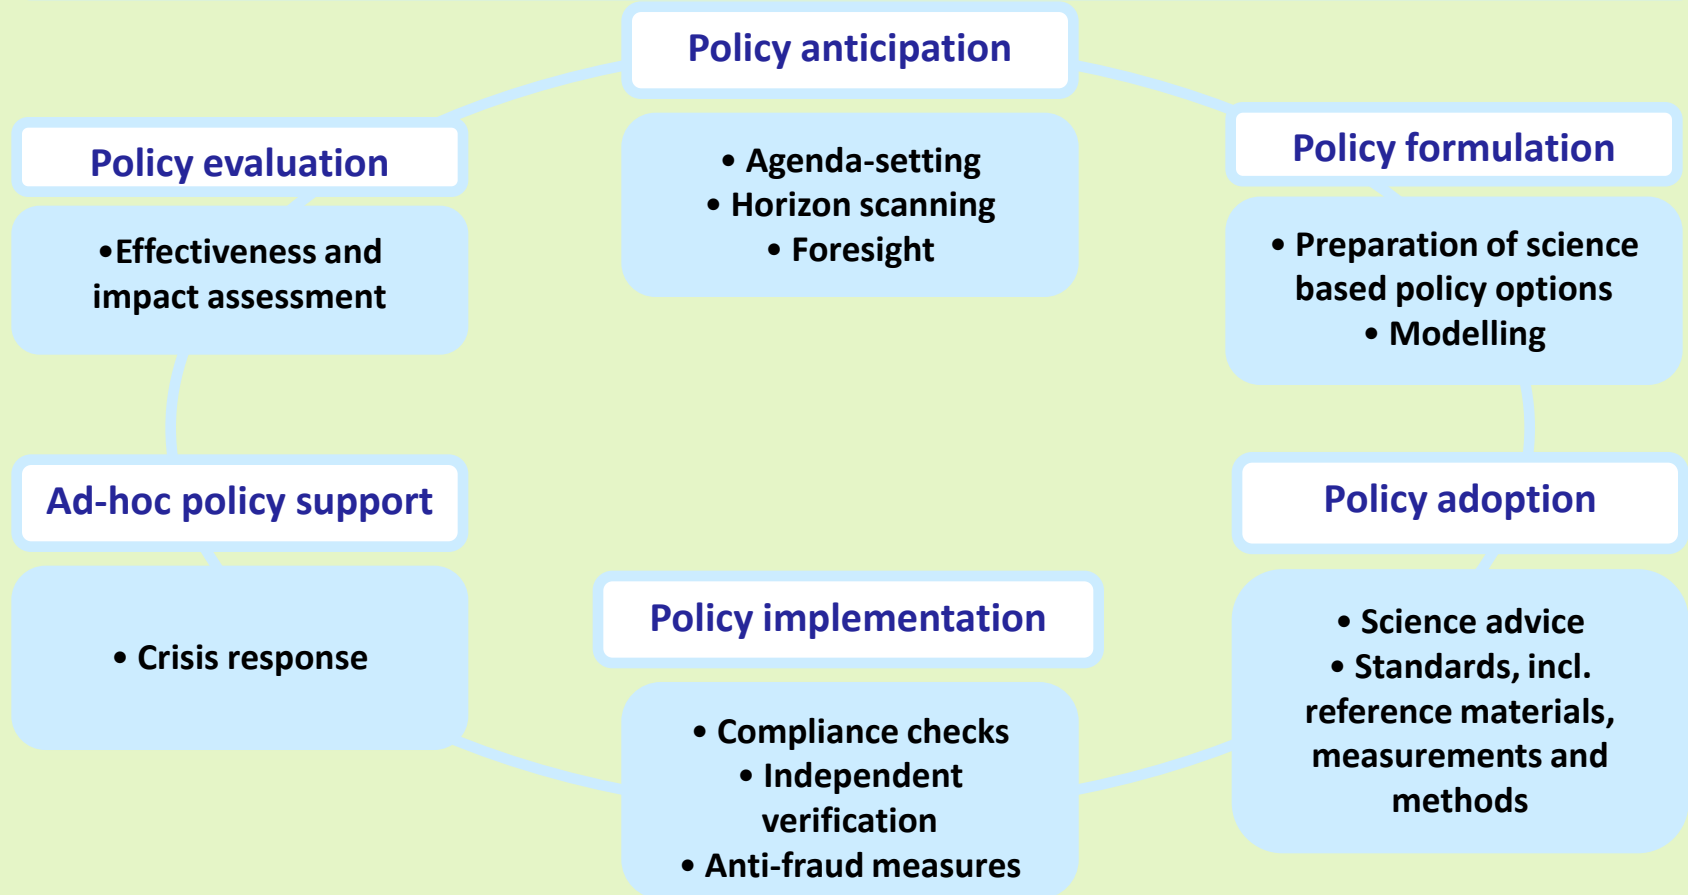 Policy anticipation
• Agenda-setting
• Horizon scanning
• Foresight
Policy formulation
• Preparation of science
based policy options
• Modelling
Policy adoption
• Science advice
• Standards, incl.
reference materials,
measurements and
methods
Policy implementation
• Compliance checks
• Independent
verification
• Anti-fraud measures
Ad-hoc policy support
• Crisis response
Policy evaluation
•Effectiveness and
impact assessment